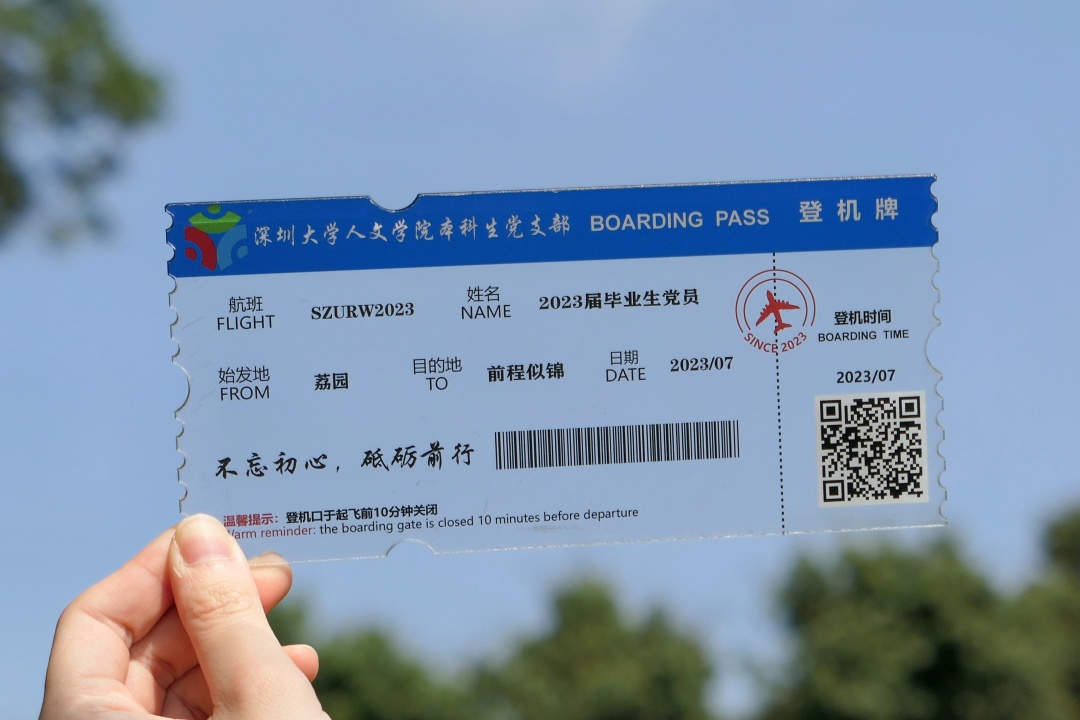 深圳大学人文学院本科生党支部 BOARDING PASS 登机牌
航班 FLIGHT SZURW2023
姓名 NAME 2023届毕业生党员
始发地 FROM 荔园
目的地 TO 前程似锦
日期 DATE 2023/07
不忘初心，砥砺前行
温馨提示：登机口于起飞前10分钟关闭
Warm reminder: the boarding gate is closed 10 minutes before departure
SINCE 2023
登机时间
BOARDING TIME
2023/07